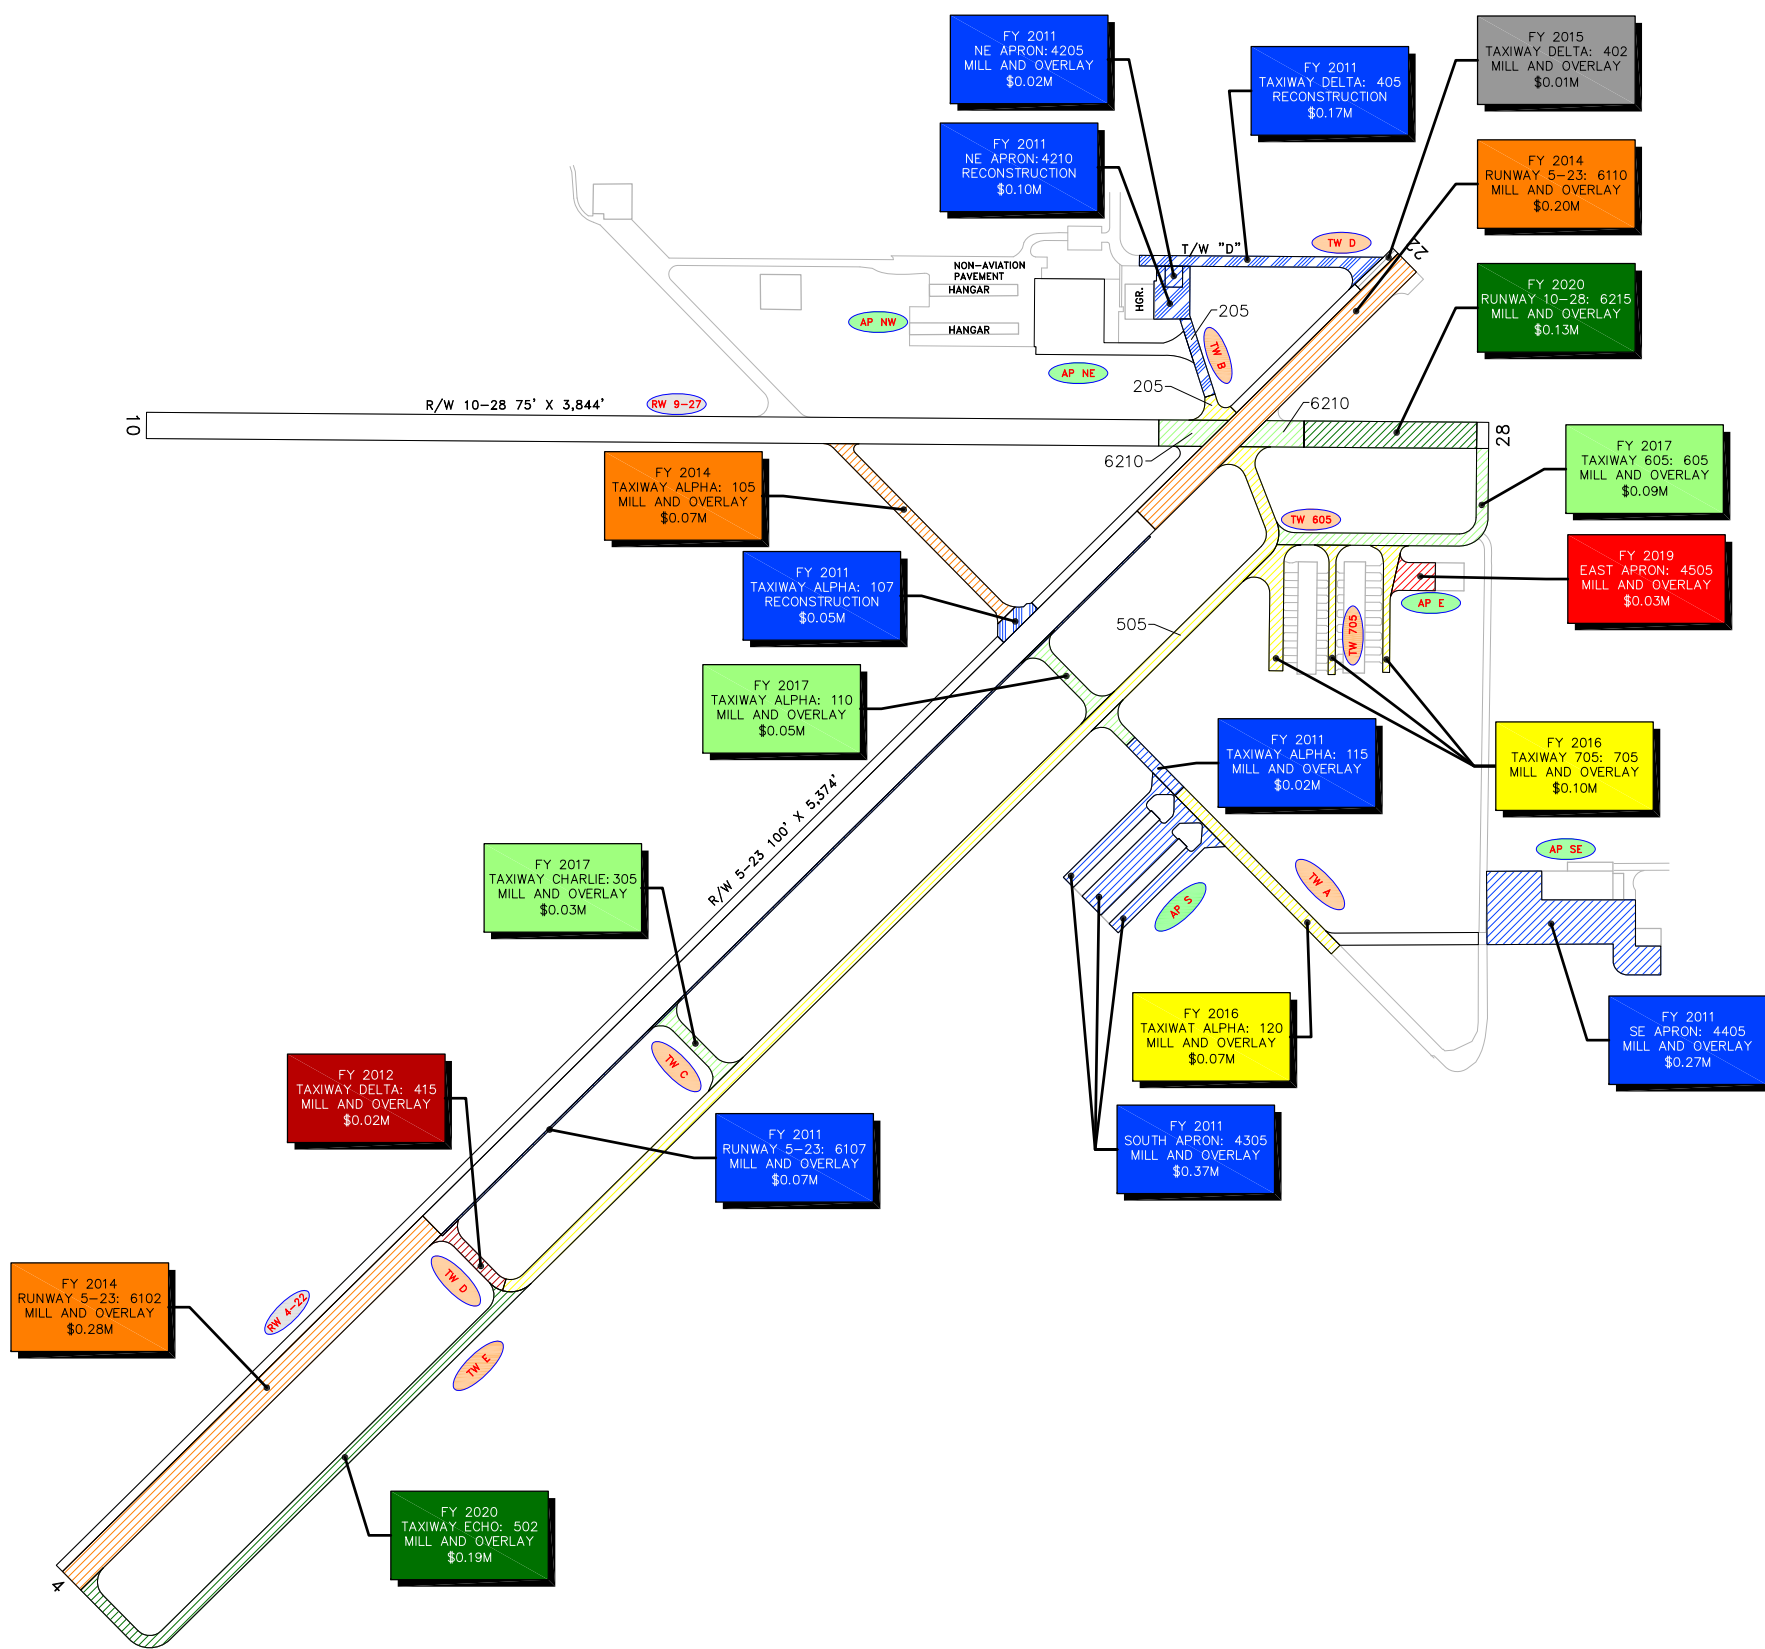 FY 2011
NE APRON: 4205
MILL AND OVERLAY
$0.02M
FY 2011
TAXIWAY DELTA: 405
RECONSTRUCTION
$0.17M
FY 2015
TAXIWAY DELTA: 402
MILL AND OVERLAY
$0.01M
FY 2011
NE APRON: 4210
RECONSTRUCTION
$0.10M
FY 2014
RUNWAY 5-23: 6110
MILL AND OVERLAY
$0.20M
T/W "D"
TW D
22
NON-AVIATION
PAVEMENT
HANGAR
HGR.
FY 2020
RUNWAY 10-28: 6215
MILL AND OVERLAY
$0.13M
AP NW
HANGAR
205
TW B
AP NE
205
R/W 10-28 75' X 3,844'
RW 9-27
6210
10
28
6210
FY 2014
TAXIWAY ALPHA: 105
MILL AND OVERLAY
$0.07M
FY 2017
TAXIWAY 605: 605
MILL AND OVERLAY
$0.09M
TW 605
FY 2011
TAXIWAY ALPHA: 107
RECONSTRUCTION
$0.05M
FY 2019
EAST APRON: 4505
MILL AND OVERLAY
$0.03M
AP E
505
TW 705
FY 2017
TAXIWAY ALPHA: 110
MILL AND OVERLAY
$0.05M
FY 2011
TAXIWAY ALPHA: 115
MILL AND OVERLAY
$0.02M
FY 2016
TAXIWAY 705: 705
MILL AND OVERLAY
$0.10M
R/W 5-23 100' X 5,374'
FY 2017
TAXIWAY CHARLIE: 305
MILL AND OVERLAY
$0.03M
AP SE
TW A
AP S
FY 2016
TAXIWAT ALPHA: 120
MILL AND OVERLAY
$0.07M
FY 2011
SE APRON: 4405
MILL AND OVERLAY
$0.27M
TW C
FY 2012
TAXIWAY DELTA: 415
MILL AND OVERLAY
$0.02M
FY 2011
RUNWAY 5-23: 6107
MILL AND OVERLAY
$0.07M
FY 2011
SOUTH APRON: 4305
MILL AND OVERLAY
$0.37M
TW D
FY 2014
RUNWAY 5-23: 6102
MILL AND OVERLAY
$0.28M
RW 4-22
TW E
FY 2020
TAXIWAY ECHO: 502
MILL AND OVERLAY
$0.19M
4